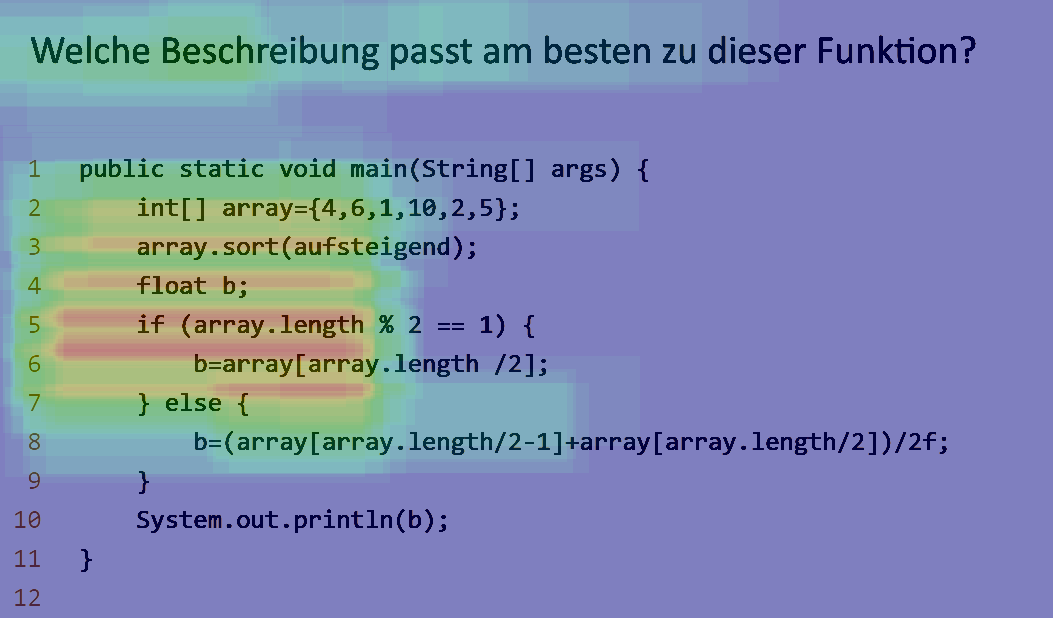 Welche Beschreibung passt am besten zu dieser Funktion?
1 public static void main(String[] args) {
2 int[] array={4,6,1,10,2,5};
3 array.sort(aufsteigend);
4 float b;
5 if (array.length % 2 == 1) {
6 b=array[array.length /2];
7 } else {
8 b=(array[array.length/2-1]+array[array.length/2])/2f;
9 }
10 System.out.println(b);
11 }
12